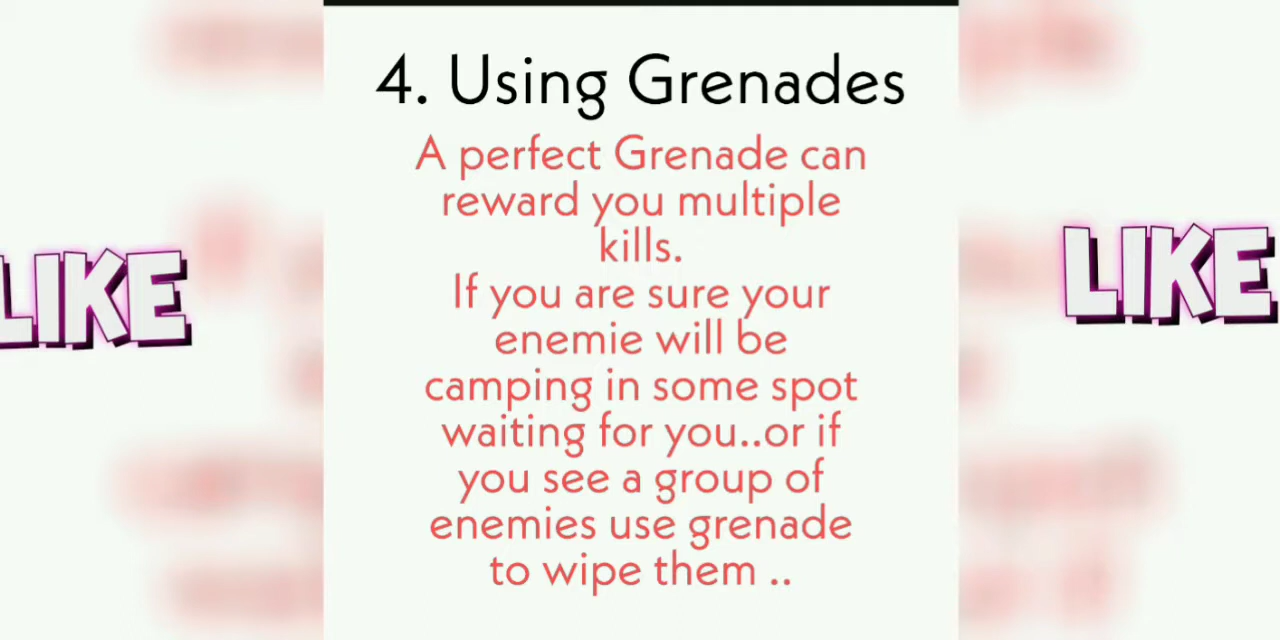 4. Using Grenades
A perfect Grenade can
reward you multiple
kills.
If you are sure your
enemie will be
camping in some spot
waiting for you..or if
you see a group of
enemies use grenade
to wipe them ..
LIKE
LIKE